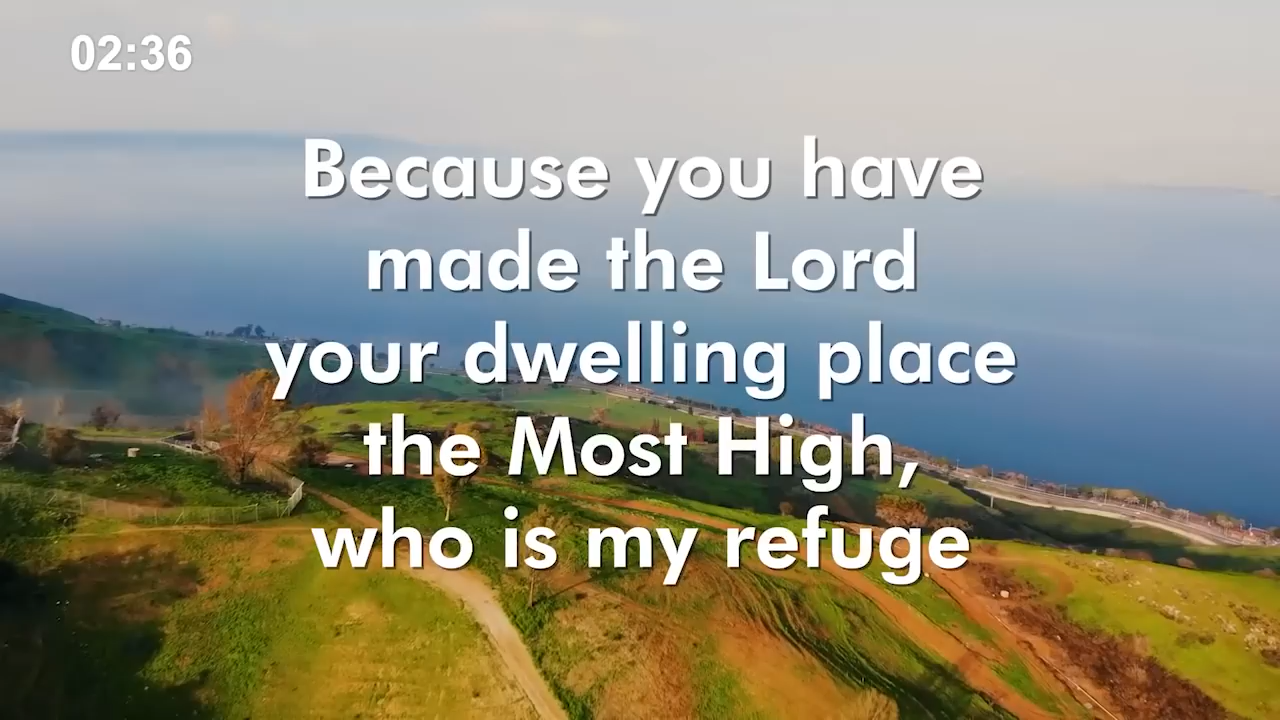 02:36
Because you have
made the Lord
your dwelling place
the Most High,
who is my refuge